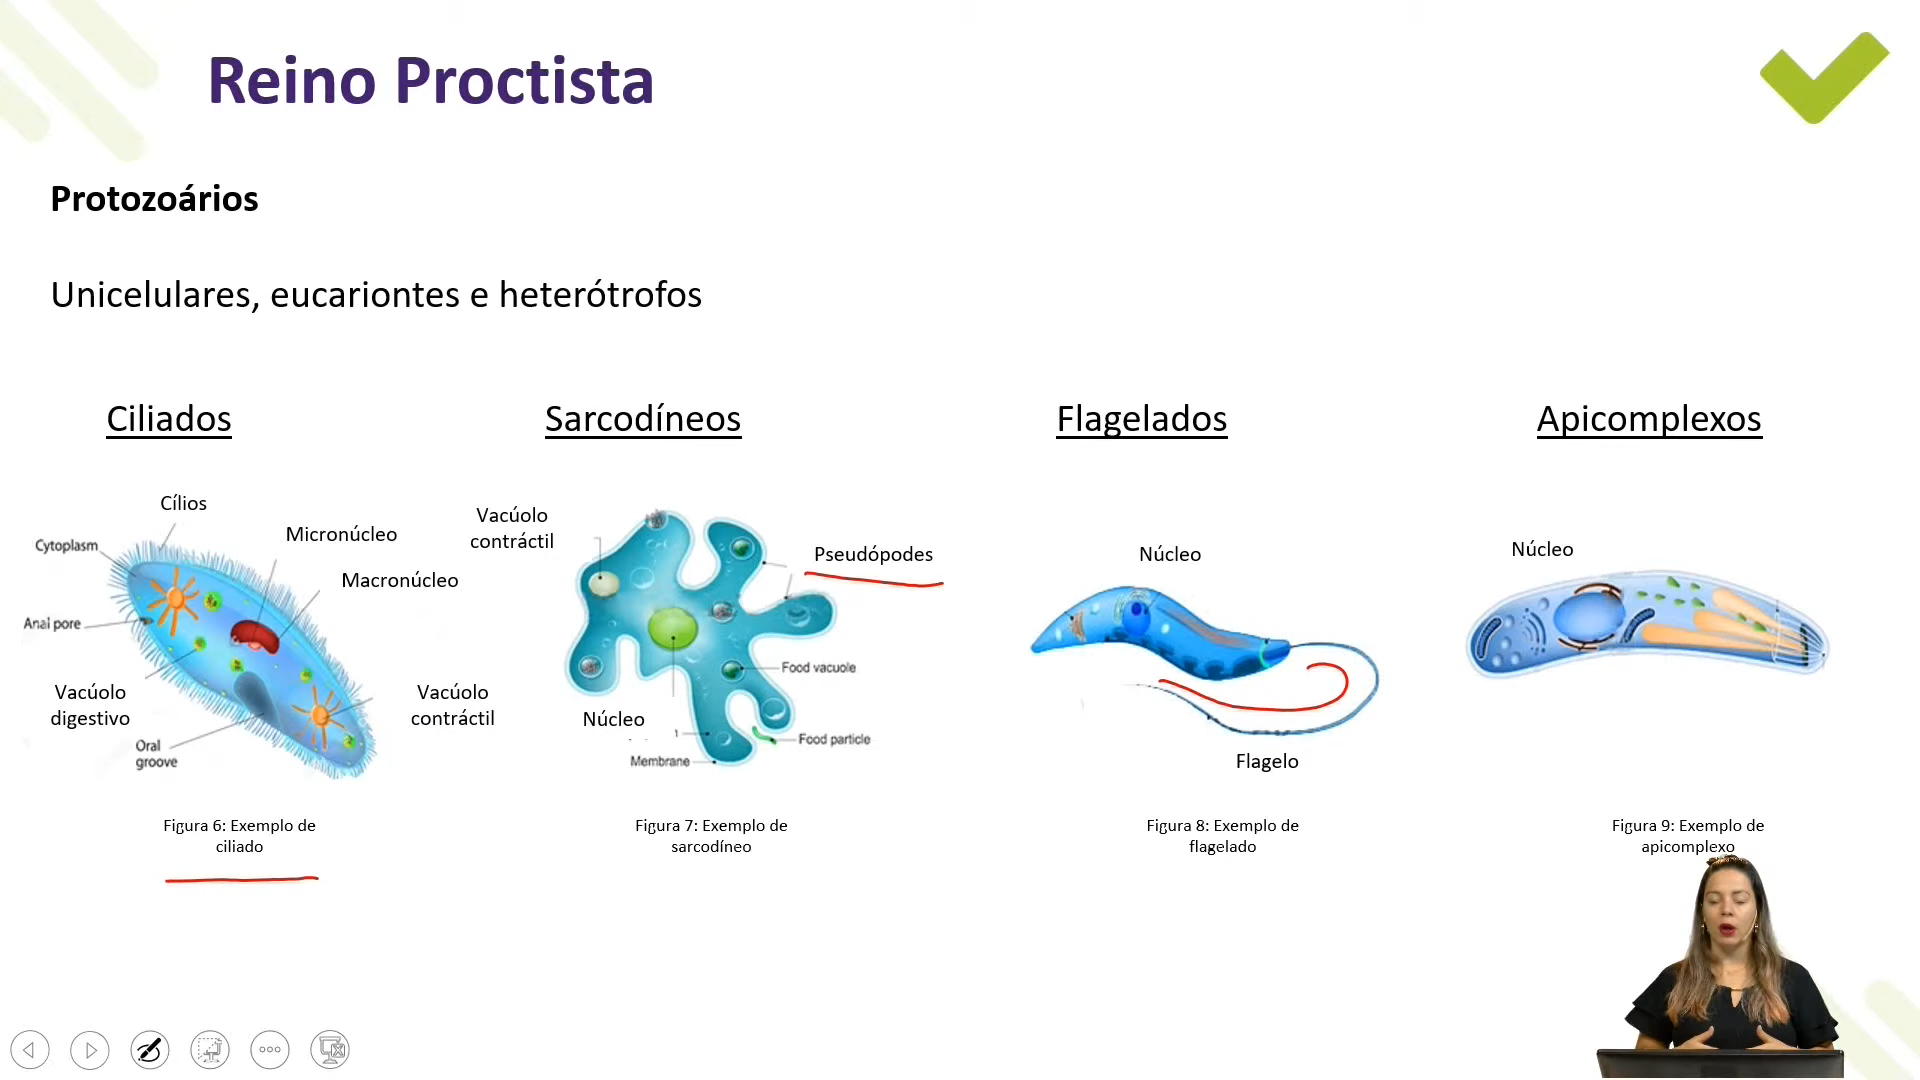 Reino Proctista
Protozoários
Unicelulares, eucariontes e heterótrofos
Ciliados
Sarcodíneos
Flagelados
Apicomplexos
Cílios
Micronúcleo
Cytoplasm
Macronúcleo
Anal pore
Vacúolo
digestivo
Vacúolo
contráctil
Oral
groove
Vacúolo
contráctil
Pseudópodes
Food vacuole
Núcleo
Food particle
Membrane
Núcleo
Flagelo
Núcleo
Figura 6: Exemplo de
ciliado
Figura 7: Exemplo de
sarcodíneo
Figura 8: Exemplo de
flagelado
Figura 9: Exemplo de
apicomplexo